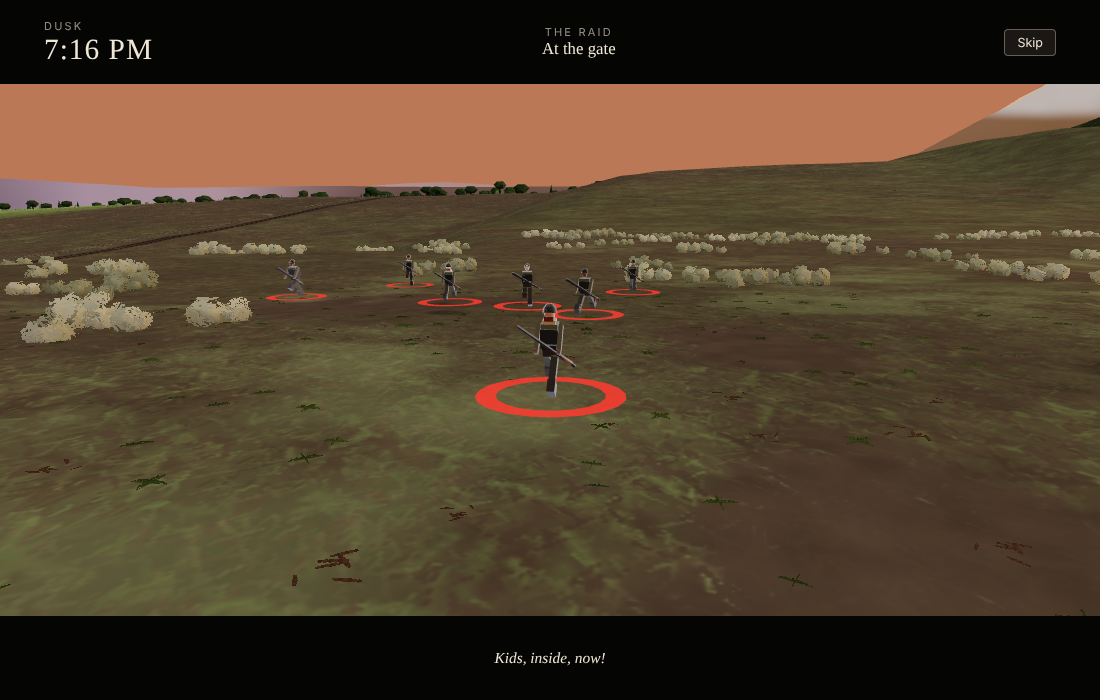 DUSK
7:16 PM
THE RAID
At the gate
Skip
Kids, inside, now!